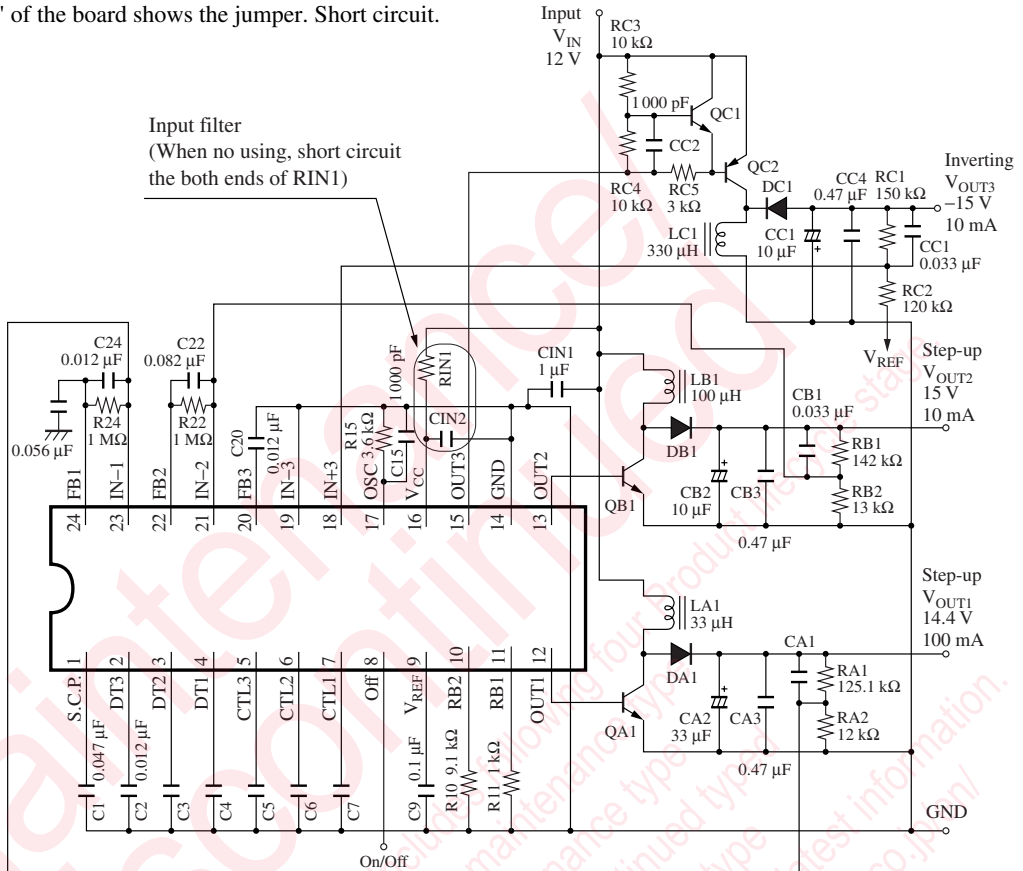 ' of the board shows the jumper. Short circuit.
Input
V_IN
12 V
RC3
10 kΩ
1 000 pF
QC1
CC2
QC2
RC4
10 kΩ
RC5
3 kΩ
DC1
CC4
0.47 μF
RC1
150 kΩ
Inverting
V_OUT3
−15 V
10 mA
LC1
330 μH
CC1
10 μF
+
CC1
0.033 μF
RC2
120 kΩ
V_REF
Input filter
(When no using, short circuit
the both ends of RIN1)
C24
0.012 μF
R24
1 MΩ
0.056 μF
C22
0.082 μF
R22
1 MΩ
C20
0.012 μF
R15
3.6 kΩ
1000 pF
C15
RIN1
CIN2
CIN1
1 μF
LB1
100 μH
DB1
QB1
CB1
0.033 μF
Step-up
V_OUT2
15 V
10 mA
RB1
142 kΩ
RB2
13 kΩ
+
CB2
10 μF
CB3
0.47 μF
FB1
IN−1
FB2
IN−2
FB3
IN−3
IN+3
OSC
V_CC
OUT3
GND
OUT2
24 23 22 21 20 19 18 17 16 15 14 13
S.C.P. 1
DT3 2
DT2 3
DT1 4
CTL3 5
CTL2 6
CTL1 7
Off 8
V_REF 9
RB2 10
RB1 11
OUT1 12
LA1
33 μH
DA1
QA1
CA1
Step-up
V_OUT1
14.4 V
100 mA
RA1
125.1 kΩ
RA2
12 kΩ
+
CA2
33 μF
CA3
0.47 μF
C1 0.047 μF
C2 0.012 μF
C3
C4
C5
C6
C7
C9 0.1 μF
R10 9.1 kΩ
R11 1 kΩ
GND
On/Off